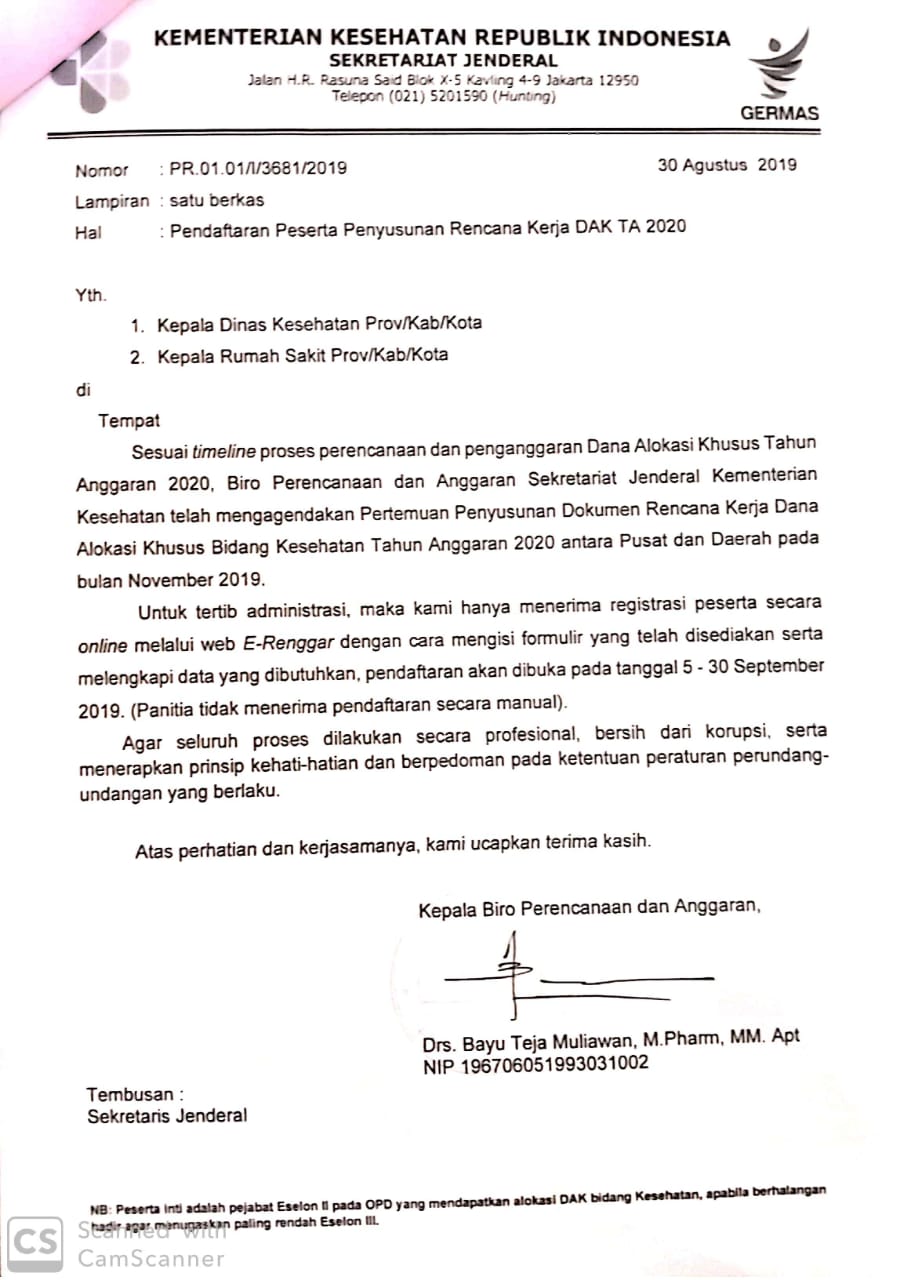 KEMENTERIAN KESEHATAN REPUBLIK INDONESIA
SEKRETARIAT JENDERAL
Jalan H.R. Rasuna Said Blok X-5 Kavling 4-9 Jakarta 12950
Telepon (021) 5201590 (Hunting)
GERMAS
Nomor : PR.01.01/I/3681/2019 30 Agustus 2019
Lampiran : satu berkas
Hal : Pendaftaran Peserta Penyusunan Rencana Kerja DAK TA 2020
Yth.
1. Kepala Dinas Kesehatan Prov/Kab/Kota
2. Kepala Rumah Sakit Prov/Kab/Kota
di
Tempat
Sesuai timeline proses perencanaan dan penganggaran Dana Alokasi Khusus Tahun
Anggaran 2020, Biro Perencanaan dan Anggaran Sekretariat Jenderal Kementerian
Kesehatan telah mengagendakan Pertemuan Penyusunan Dokumen Rencana Kerja Dana
Alokasi Khusus Bidang Kesehatan Tahun Anggaran 2020 antara Pusat dan Daerah pada
bulan November 2019.
Untuk tertib administrasi, maka kami hanya menerima registrasi peserta secara
online melalui web E-Renggar dengan cara mengisi formulir yang telah disediakan serta
melengkapi data yang dibutuhkan, pendaftaran akan dibuka pada tanggal 5 - 30 September
2019. (Panitia tidak menerima pendaftaran secara manual).
Agar seluruh proses dilakukan secara profesional, bersih dari korupsi, serta
menerapkan prinsip kehati-hatian dan berpedoman pada ketentuan peraturan perundang-
undangan yang berlaku.
Atas perhatian dan kerjasamanya, kami ucapkan terima kasih.
Kepala Biro Perencanaan dan Anggaran,
Drs. Bayu Teja Muliawan, M.Pharm, MM. Apt
NIP 196706051993031002
Tembusan :
Sekretaris Jenderal
NB: Peserta inti adalah pejabat Eselon II pada OPD yang mendapatkan alokasi DAK bidang Kesehatan, apabila berhalangan
hadir agar menugaskan paling rendah Eselon III.
CS Scanned with
CamScanner